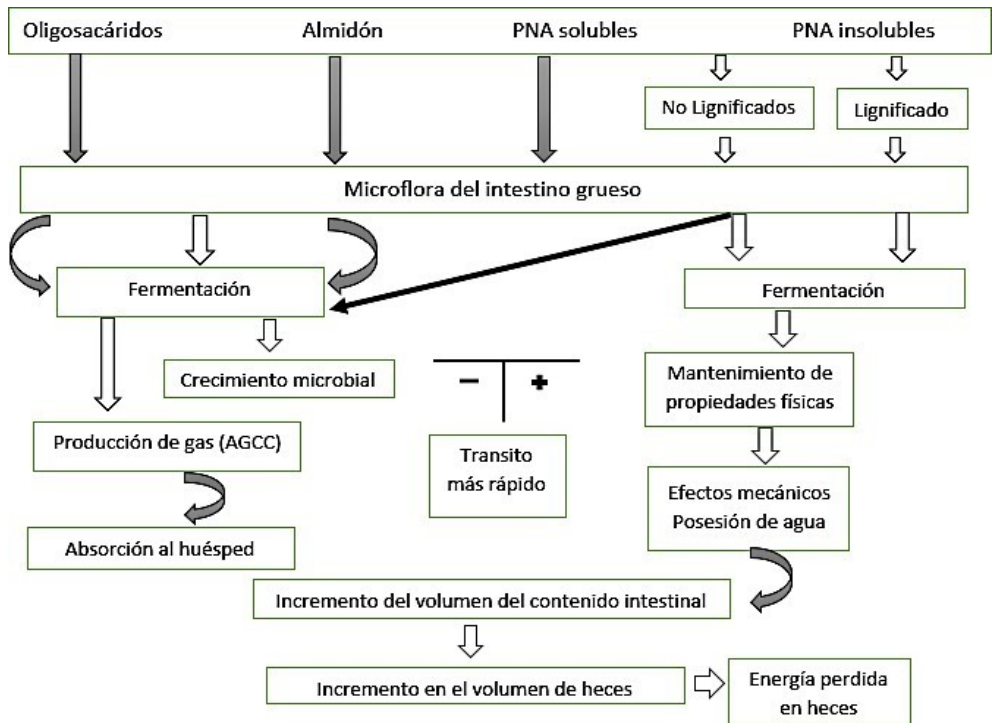 Oligosacáridos
Almidón
PNA solubles
PNA insolubles
No Lignificados
Lignificado
Microflora del intestino grueso
Fermentación
Fermentación
Crecimiento microbial
− +
Mantenimiento de
propiedades físicas
Producción de gas (AGCC)
Transito
más rápido
Efectos mecánicos
Posesión de agua
Absorción al huésped
Incremento del volumen del contenido intestinal
Incremento en el volumen de heces
Energía perdida
en heces